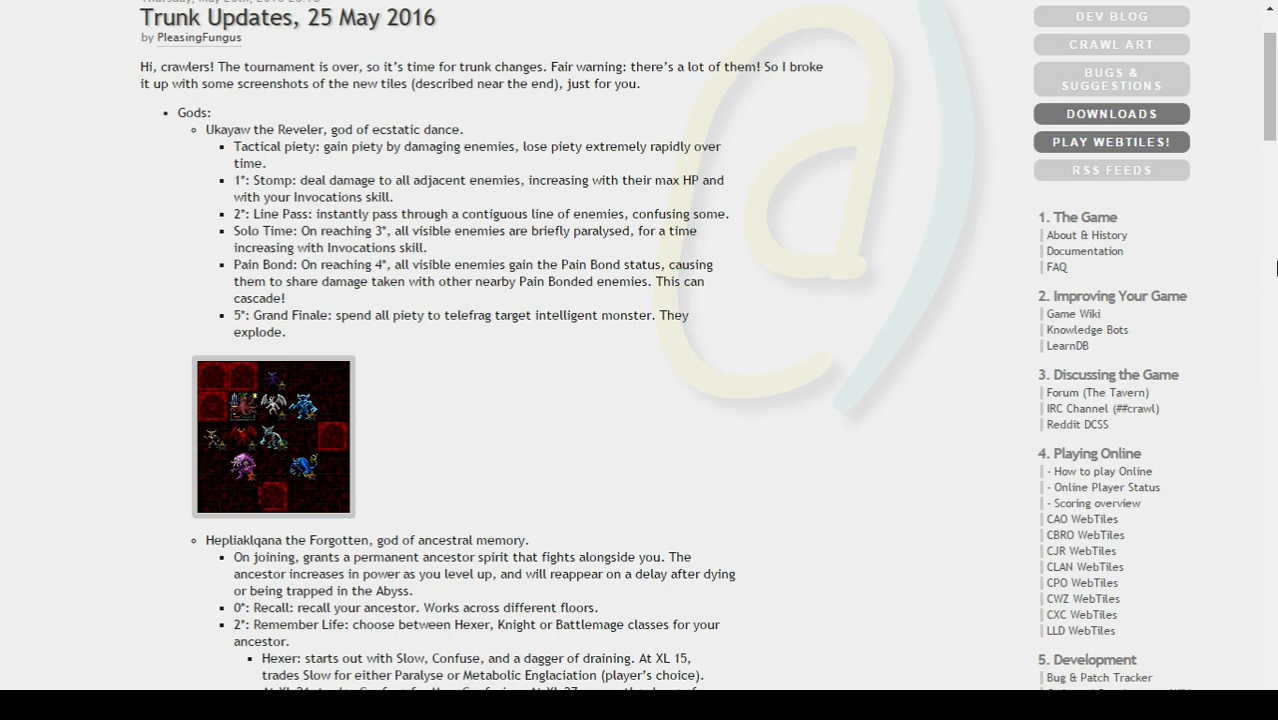 Trunk Updates, 25 May 2016
by PleasingFungus
Hi, crawlers! The tournament is over, so it's time for trunk changes. Fair warning: there's a lot of them! So I broke
it up with some screenshots of the new tiles (described near the end), just for you.
• Gods:
Ukayaw the Reveler, god of ecstatic dance.
Tactical piety: gain piety by damaging enemies, lose piety extremely rapidly over
time.
1*: Stomp: deal damage to all adjacent enemies, increasing with their max HP and
with your Invocations skill.
2*: Line Pass: instantly pass through a contiguous line of enemies, confusing some.
Solo Time: On reaching 3*, all visible enemies are briefly paralysed, for a time
increasing with Invocations skill.
Pain Bond: On reaching 4*, all visible enemies gain the Pain Bond status, causing
them to share damage taken with other nearby Pain Bonded enemies. This can
cascade!
5*: Grand Finale: spend all piety to telefrag target intelligent monster. They
explode.
Hepliaklqana the Forgotten, god of ancestral memory.
On joining, grants a permanent ancestor spirit that fights alongside you. The
ancestor increases in power as you level up, and will reappear on a delay after dying
or being trapped in the Abyss.
0*: Recall: recall your ancestor. Works across different floors.
2*: Remember Life: choose between Hexer, Knight or Battlemage classes for your
ancestor.
Hexer: starts out with Slow, Confuse, and a dagger of draining. At XL 15,
trades Slow for either Paralyse or Metabolic Englaciation (player's choice).
DEV BLOG
CRAWL ART
BUGS &
SUGGESTIONS
DOWNLOADS
PLAY WEBTILES!
RSS FEEDS
1. The Game
About & History
Documentation
FAQ
2. Improving Your Game
Game Wiki
Knowledge Bots
LearnDB
3. Discussing the Game
Forum (The Tavern)
IRC Channel (##crawl)
Reddit DCSS
4. Playing Online
- How to play Online
- Online Player Status
- Scoring overview
CAO WebTiles
CBRO WebTiles
CJR WebTiles
CLAN WebTiles
CPO WebTiles
CWZ WebTiles
CXC WebTiles
LLD WebTiles
5. Development
Bug & Patch Tracker